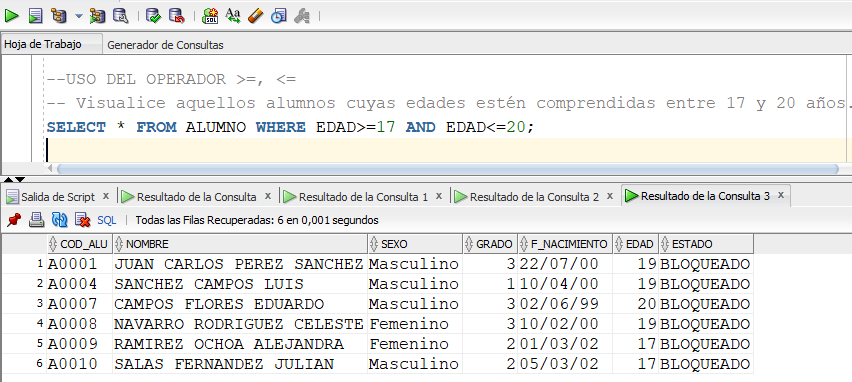 Hoja de Trabajo Generador de Consultas
--USO DEL OPERADOR >=, <=
-- Visualice aquellos alumnos cuyas edades estén comprendidas entre 17 y 20 años.
SELECT * FROM ALUMNO WHERE EDAD>=17 AND EDAD<=20;
Salida de Script x Resultado de la Consulta x Resultado de la Consulta 1 x Resultado de la Consulta 2 x Resultado de la Consulta 3 x
SQL | Todas las Filas Recuperadas: 6 en 0,001 segundos
COD_ALU NOMBRE SEXO GRADO F_NACIMIENTO EDAD ESTADO
1 A0001 JUAN CARLOS PEREZ SANCHEZ Masculino 3 22/07/00 19 BLOQUEADO
2 A0004 SANCHEZ CAMPOS LUIS Masculino 1 10/04/00 19 BLOQUEADO
3 A0007 CAMPOS FLORES EDUARDO Masculino 3 02/06/99 20 BLOQUEADO
4 A0008 NAVARRO RODRIGUEZ CELESTE Femenino 3 10/02/00 19 BLOQUEADO
5 A0009 RAMIREZ OCHOA ALEJANDRA Femenino 2 01/03/02 17 BLOQUEADO
6 A0010 SALAS FERNANDEZ JULIAN Masculino 2 05/03/02 17 BLOQUEADO